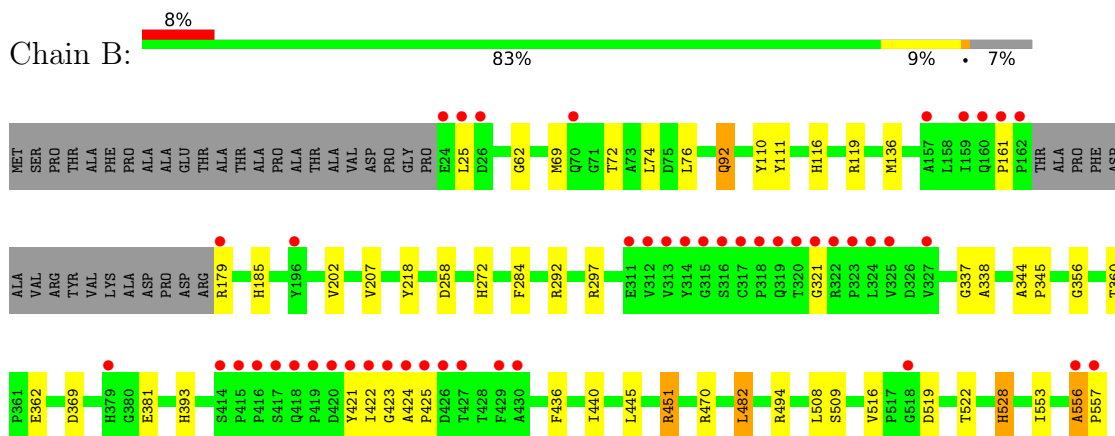 8%
Chain B:
83% 9% • 7%
MET SER PRO THR ALA PHE PRO ALA ALA GLU THR ALA THR ALA PRO ALA THR ALA VAL ASP PRO GLY PRO E24 L25 D26 G62 M69 Q70 G71 T72 A73 L74 D75 L76 Q92 Y110 Y111 H116 R119 M136 A157 L158 I159 Q160 P161 P162 THR ALA PRO PHE ASP
ALA VAL ARG TYR VAL LYS ALA ASP PRO ASP ARG R179 H185 Y196 V202 V207 Y218 D258 H272 F284 R292 R297 E311 V312 V313 Y314 G315 S316 C317 P318 Q319 T320 G321 R322 P323 L324 V325 D326 V327 G337 A338 A344 P345 G356 T360
P361 E362 D369 H379 G380 E381 H393 S414 P415 P416 S417 Q418 P419 D420 Y421 I422 G423 A424 P425 D426 T427 T428 F429 A430 F436 I440 L445 R451 R470 L482 R494 L508 S509 V516 P517 G518 D519 T522 H528 I553 A556 P557